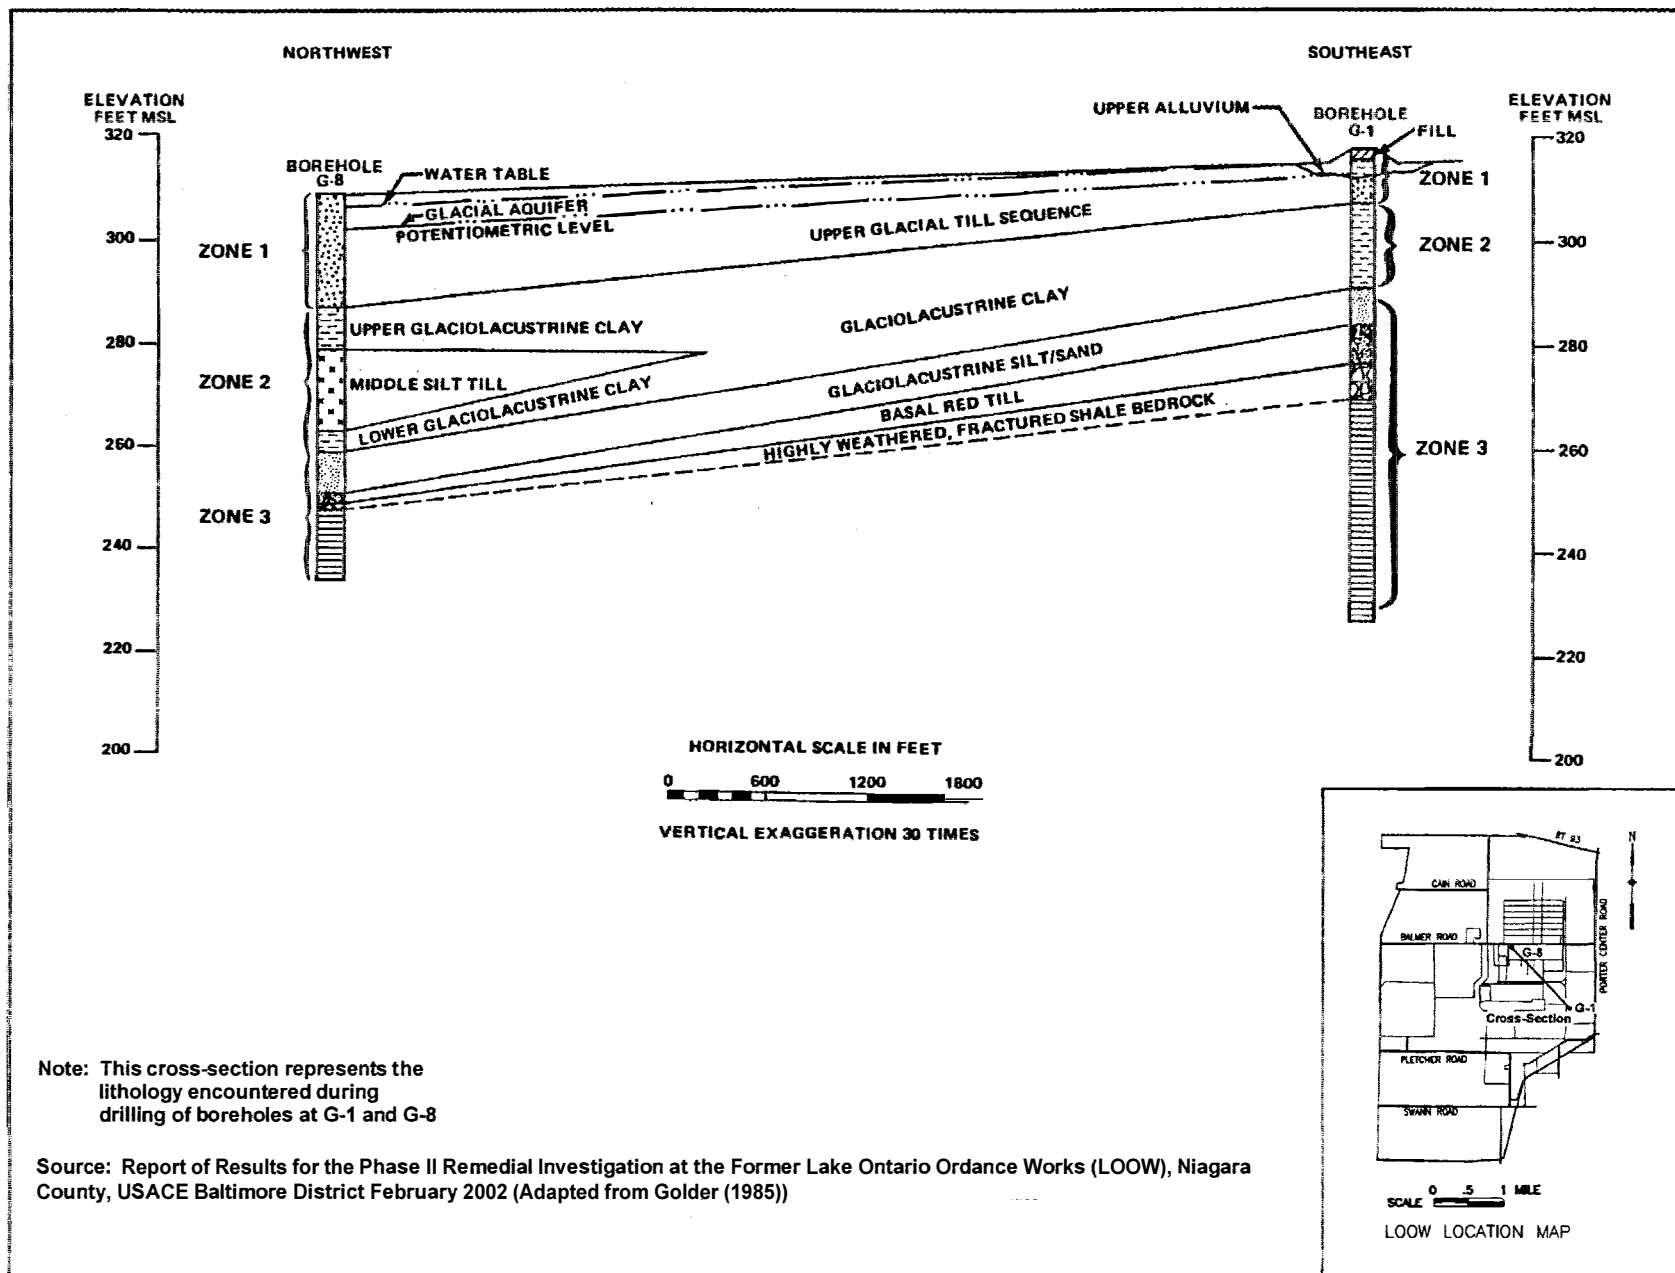 NORTHWEST
SOUTHEAST
ELEVATION
FEET MSL
320
300
280
260
240
220
200
BOREHOLE
G-8
WATER TABLE
GLACIAL AQUIFER
POTENTIOMETRIC LEVEL
UPPER ALLUVIUM
BOREHOLE
G-1
FILL
ELEVATION
FEET MSL
320
300
280
260
240
220
200
ZONE 1
ZONE 2
ZONE 3
ZONE 1
ZONE 2
ZONE 3
UPPER GLACIAL TILL SEQUENCE
UPPER GLACIOLACUSTRINE CLAY
GLACIOLACUSTRINE CLAY
MIDDLE SILT TILL
LOWER GLACIOLACUSTRINE CLAY
GLACIOLACUSTRINE SILT/SAND
BASAL RED TILL
HIGHLY WEATHERED, FRACTURED SHALE BEDROCK
HORIZONTAL SCALE IN FEET
0 600 1200 1800
VERTICAL EXAGGERATION 30 TIMES
RT 93
N
CAIN ROAD
BALMER ROAD
PORTER CENTER ROAD
G-8
G-1
Cross-Section
PLETCHER ROAD
SWANN ROAD
SCALE 0 .5 1 MILE
LOOW LOCATION MAP
Note: This cross-section represents the
lithology encountered during
drilling of boreholes at G-1 and G-8
Source: Report of Results for the Phase II Remedial Investigation at the Former Lake Ontario Ordance Works (LOOW), Niagara
County, USACE Baltimore District February 2002 (Adapted from Golder (1985))